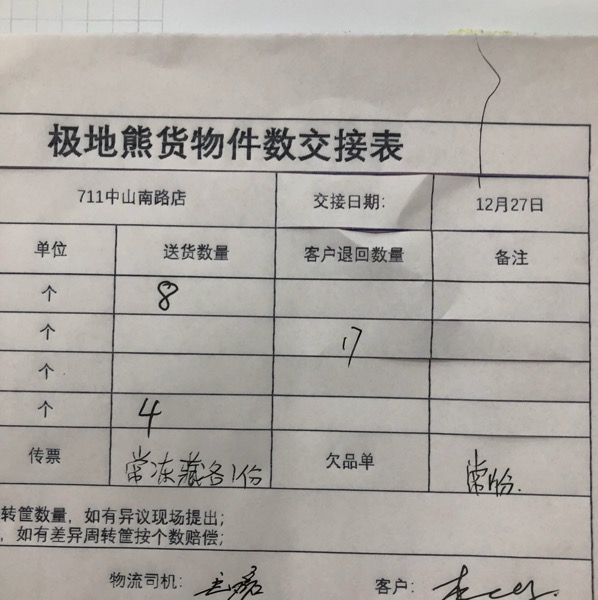 极地熊货物件数交接表
711中山南路店 交接日期: 12月27日
单位 送货数量 客户退回数量 备注
个 8
个 17
个
个 4
传票 常冻藏各1份 欠品单
转筐数量, 如有异议现场提出;
, 如有差异周转筐按个数赔偿;
物流司机: 客户: